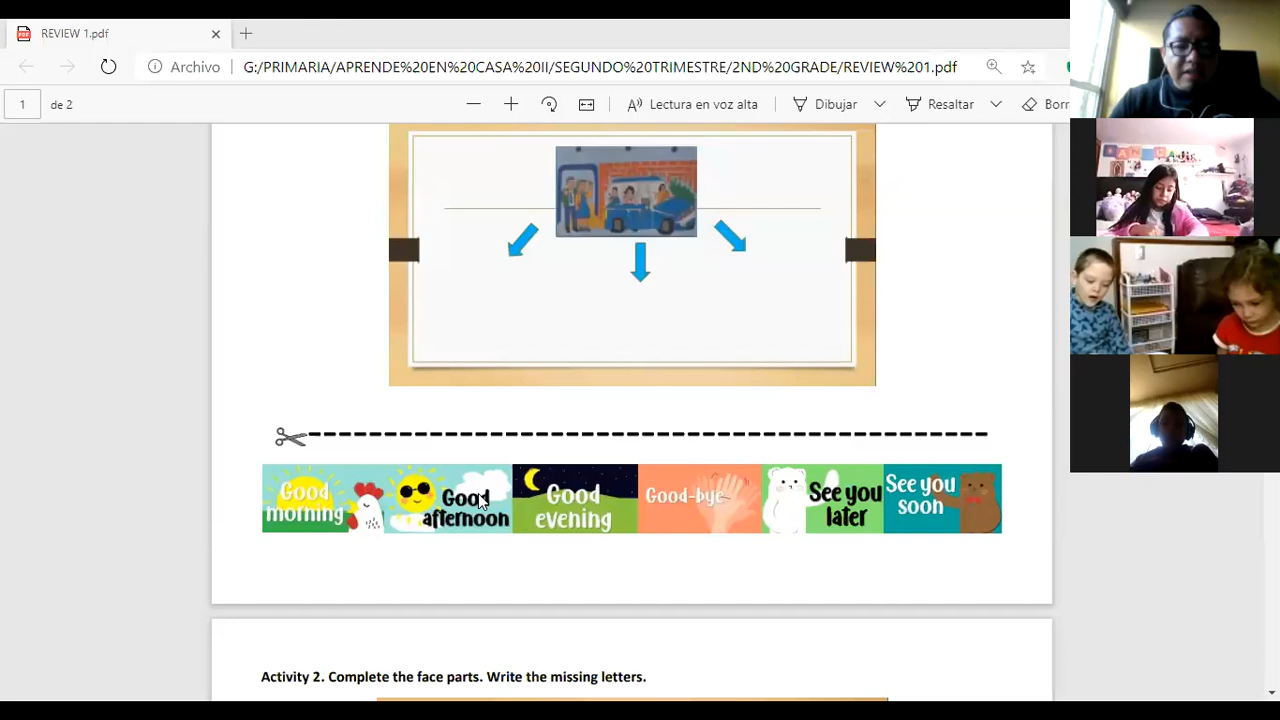 REVIEW 1.pdf
Archivo G:/PRIMARIA/APRENDE%20EN%20CASA%20II/SEGUNDO%20TRIMESTRE/2ND%20GRADE/REVIEW%201.pdf
1 de 2 Lectura en voz alta Dibujar Resaltar Borr
Good morning
Good afternoon
Good evening
Good-bye
See you later
See you soon
Activity 2. Complete the face parts. Write the missing letters.